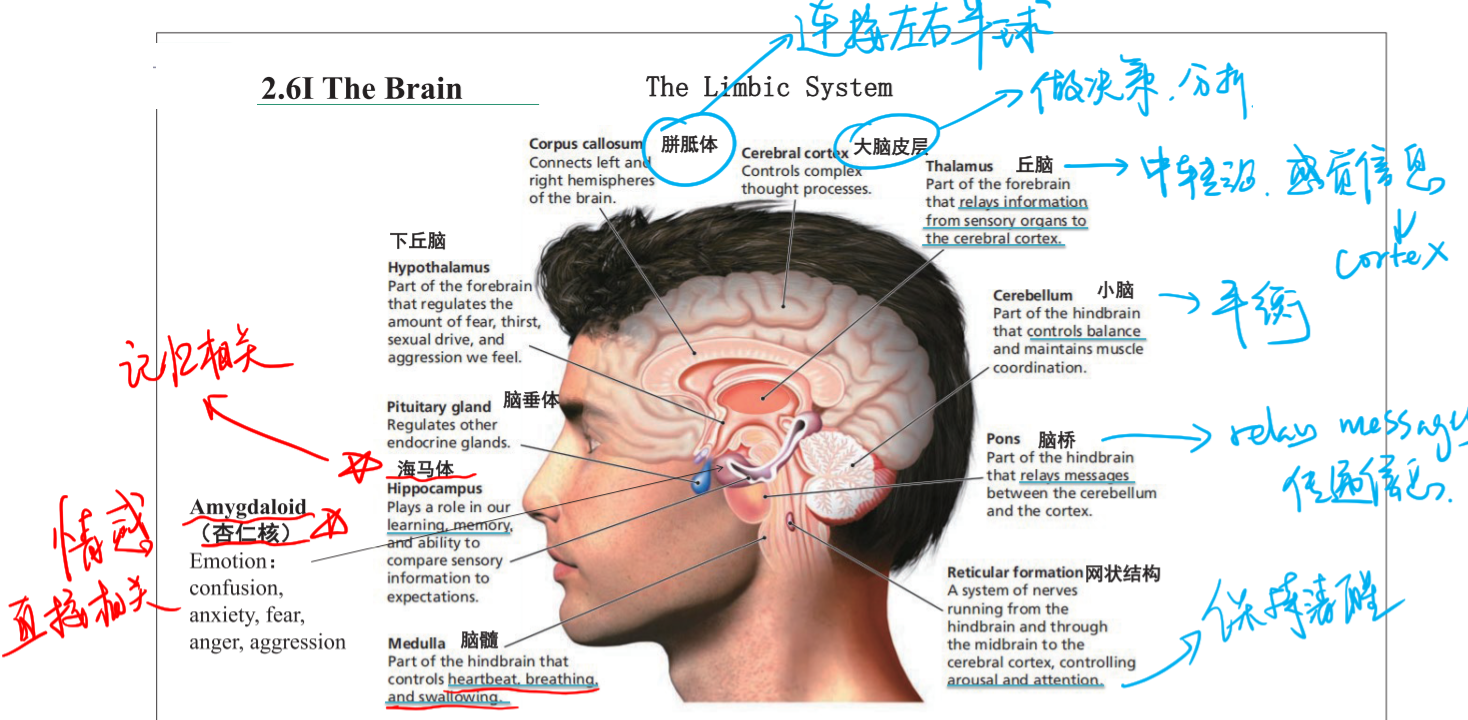 连接左右半球
2.6I The Brain
The Limbic System
做决策、分析
Corpus callosum 胼胝体
Connects left and
right hemispheres
of the brain.
Cerebral cortex 大脑皮层
Controls complex
thought processes.
Thalamus 丘脑
Part of the forebrain
that relays information
from sensory organs to
the cerebral cortex.
中转站、感觉信息
cortex
下丘脑
Hypothalamus
Part of the forebrain
that regulates the
amount of fear, thirst,
sexual drive, and
aggression we feel.
Cerebellum 小脑
Part of the hindbrain
that controls balance
and maintains muscle
coordination.
平衡
记忆相关
Pituitary gland 脑垂体
Regulates other
endocrine glands.
Pons 脑桥
Part of the hindbrain
that relays messages
between the cerebellum
and the cortex.
relay message
传递信息.
海马体
Hippocampus
Plays a role in our
learning, memory,
and ability to
compare sensory
information to
expectations.
Amygdaloid
（杏仁核）
Emotion：
confusion,
anxiety, fear,
anger, aggression
情感
直接相关
Medulla 脑髓
Part of the hindbrain that
controls heartbeat, breathing,
and swallowing.
Reticular formation 网状结构
A system of nerves
running from the
hindbrain and through
the midbrain to the
cerebral cortex, controlling
arousal and attention.
保持清醒